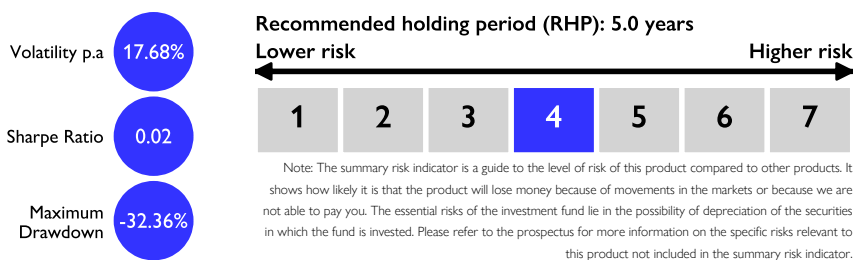 Volatility p.a
17.68%
Sharpe Ratio
0.02
Maximum
Drawdown
-32.36%
Recommended holding period (RHP): 5.0 years
Lower risk
Higher risk
1 2 3 4 5 6 7
Note: The summary risk indicator is a guide to the level of risk of this product compared to other products. It
shows how likely it is that the product will lose money because of movements in the markets or because we are
not able to pay you. The essential risks of the investment fund lie in the possibility of depreciation of the securities
in which the fund is invested. Please refer to the prospectus for more information on the specific risks relevant to
this product not included in the summary risk indicator.